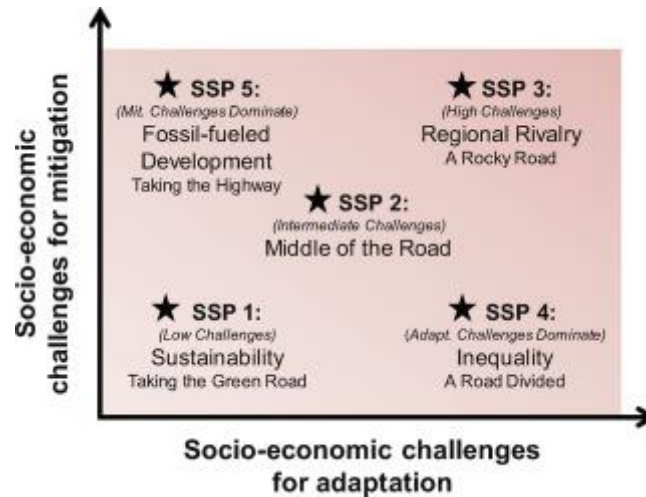 Socio-economic
challenges for mitigation
★ SSP 5:
(Mit. Challenges Dominate)
Fossil-fueled
Development
Taking the Highway
★ SSP 3:
(High Challenges)
Regional Rivalry
A Rocky Road
★ SSP 2:
(Intermediate Challenges)
Middle of the Road
★ SSP 1:
(Low Challenges)
Sustainability
Taking the Green Road
★ SSP 4:
(Adapt. Challenges Dominate)
Inequality
A Road Divided
Socio-economic challenges
for adaptation